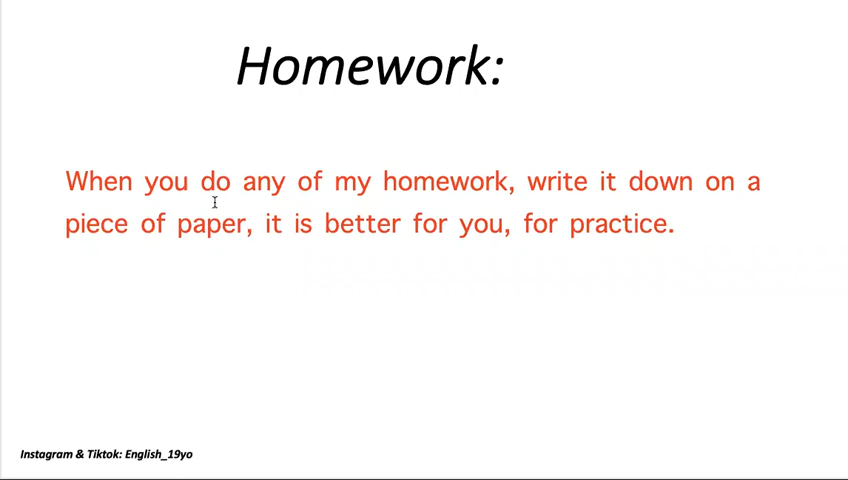 Homework:
When you do any of my homework, write it down on a
piece of paper, it is better for you, for practice.
Instagram & Tiktok: English_19yo